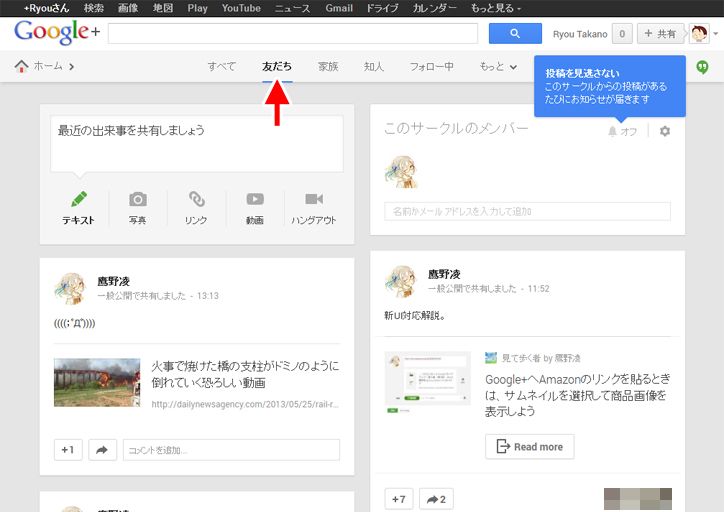 +Ryouさん 検索 画像 地図 Play YouTube ニュース Gmail ドライブ カレンダー もっと見る
Google+
Ryou Takano 0 + 共有
ホーム すべて 友だち 家族 知人 フォロー中 もっと
投稿を見逃さない
このサークルからの投稿がある
たびにお知らせが届きます
最近の出来事を共有しましょう
テキスト 写真 リンク 動画 ハングアウト
このサークルのメンバー オフ
名前かメール アドレスを入力して追加
鷹野凌
一般公開で共有しました - 13:13
((((；ﾟДﾟ))))
火事で焼けた橋の支柱がドミノのように
倒れていく恐ろしい動画
http://dailynewsagency.com/2013/05/25/rail-r...
+1 コメントを追加...
鷹野凌
鷹野凌
一般公開で共有しました - 11:52
新UI対応解説。
見て歩く者 by 鷹野凌
Google+へAmazonのリンクを貼るとき
は、サムネイルを選択して商品画像を
表示しよう
Read more
+7 2